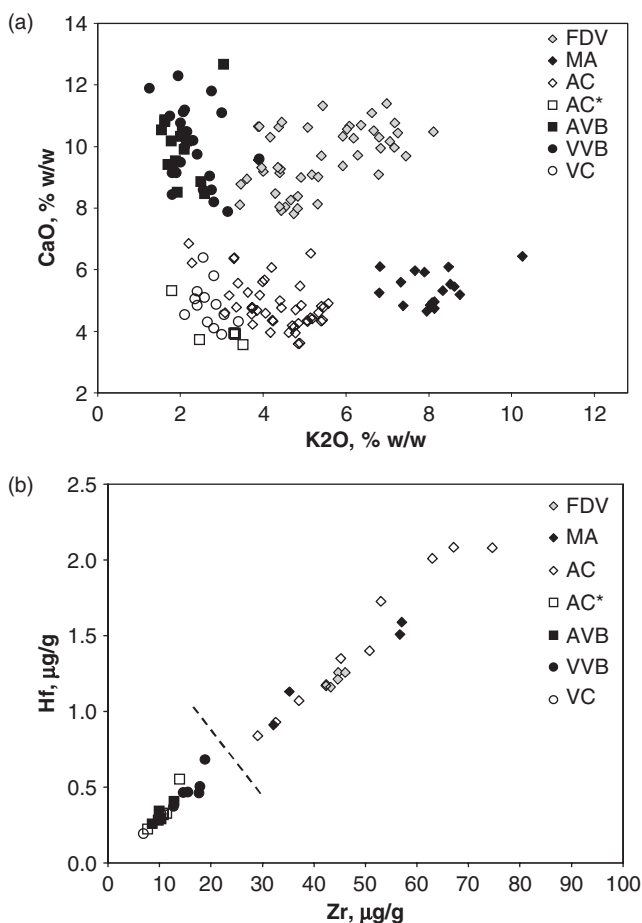 (a)
14
12
10
8
6
4
2
CaO, % w/w
0
2
4
6
8
10
12
K2O, % w/w
FDV
MA
AC
AC*
AVB
VVB
VC
(b)
2.5
2.0
1.5
1.0
0.5
0.0
Hf, µg/g
0
10
20
30
40
50
60
70
80
90
100
Zr, µg/g
FDV
MA
AC
AC*
AVB
VVB
VC